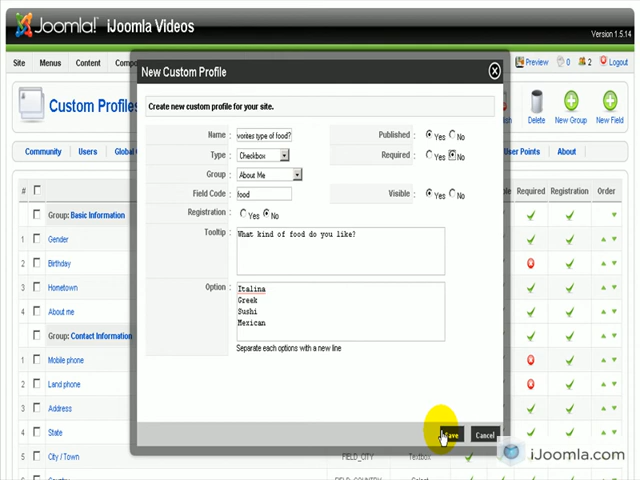 Joomla! iJoomla Videos
Version 1.5.14
Site Menus Content Compo
Preview 0 2 Logout
Custom Profiles
Delete New Group New Field
Community Users Global
User Points About
New Custom Profile
Create new custom profile for your site.
Name : vorites type of food?
Published : Yes No
Type : Checkbox
Required : Yes No
Group : About Me
Field Code : food
Visible : Yes No
Registration : Yes No
Tooltip : What kind of food do you like?
Option : Italina
Greek
Sushi
Mexican
Separate each options with a new line
Save Cancel
# Required Registration Order
Group: Basic Information
1 Gender
2 Birthday
3 Hometown
4 About me
Group: Contact Information
1 Mobile phone
2 Land phone
3 Address
4 State
5 City / Town FIELD_CITY Textbox
iJoomla.com